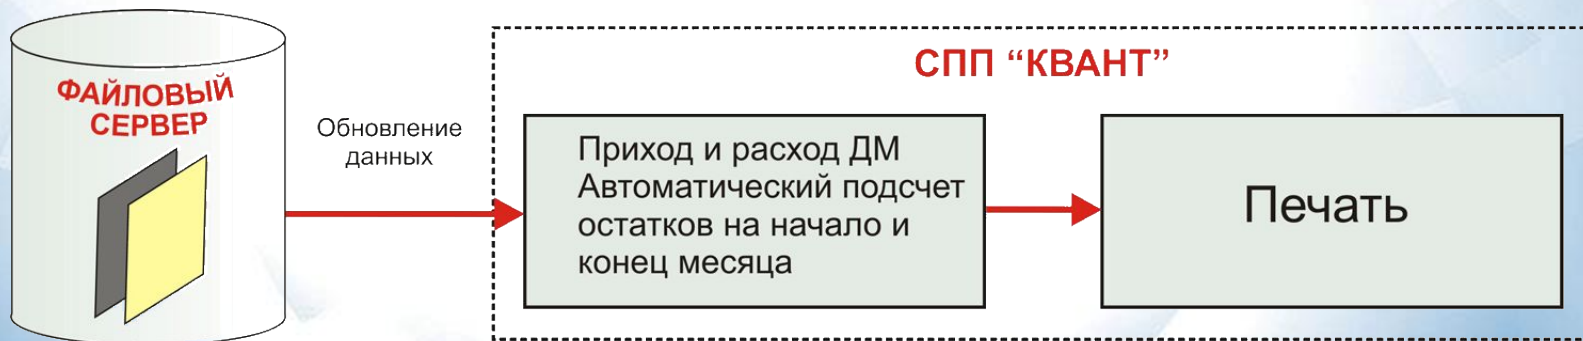 СПП “КВАНТ”
ФАЙЛОВЫЙ
СЕРВЕР
Обновление
данных
Приход и расход ДМ
Автоматический подсчет
остатков на начало и
конец месяца
Печать